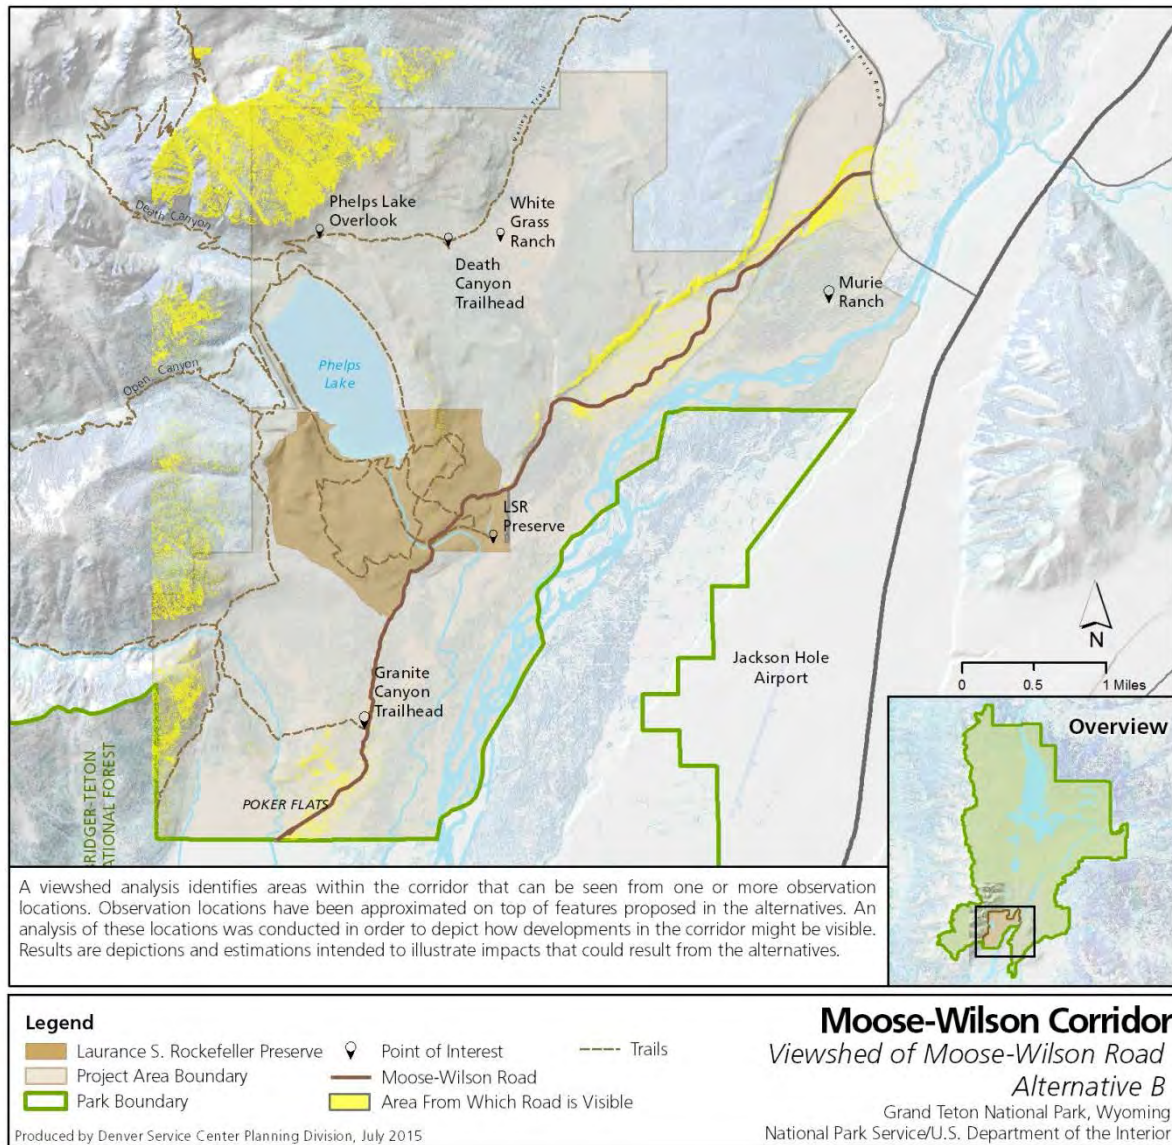 Teton Park Road
Valley Trail
Death Canyon
Phelps Lake
Overlook
White
Grass
Ranch
Death
Canyon
Trailhead
Murie
Ranch
Open Canyon
Phelps
Lake
LSR
Preserve
Granite
Canyon
Trailhead
Jackson Hole
Airport
N
0 0.5 1 Miles
POKER FLATS
BRIDGER-TETON
NATIONAL FOREST
Overview
A viewshed analysis identifies areas within the corridor that can be seen from one or more observation
locations. Observation locations have been approximated on top of features proposed in the alternatives. An
analysis of these locations was conducted in order to depict how developments in the corridor might be visible.
Results are depictions and estimations intended to illustrate impacts that could result from the alternatives.
Legend
Laurance S. Rockefeller Preserve
Project Area Boundary
Park Boundary
Point of Interest
Moose-Wilson Road
Area From Which Road is Visible
Trails
Produced by Denver Service Center Planning Division, July 2015
Moose-Wilson Corridor
Viewshed of Moose-Wilson Road
Alternative B
Grand Teton National Park, Wyoming
National Park Service/U.S. Department of the Interior